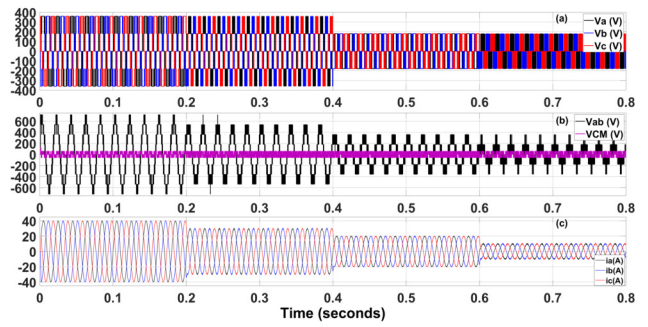 400
300
200
100
0
-100
-200
-300
-400
(a)
Va (V)
Vb (V)
Vc (V)
0 0.1 0.2 0.3 0.4 0.5 0.6 0.7 0.8
600
400
200
0
-200
-400
-600
(b)
Vab (V)
VCM (V)
0 0.1 0.2 0.3 0.4 0.5 0.6 0.7 0.8
40
20
0
-20
-40
(c)
ia(A)
ib(A)
ic(A)
0 0.1 0.2 0.3 0.4 0.5 0.6 0.7 0.8
Time (seconds)